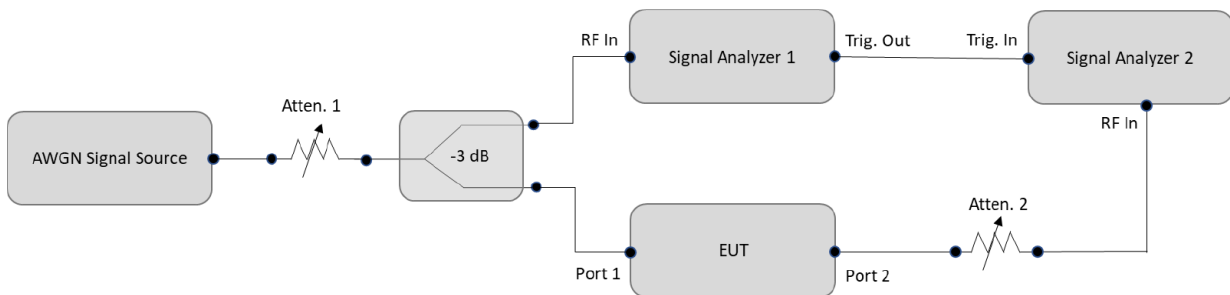 RF In
Signal Analyzer 1
Trig. Out
Trig. In
Signal Analyzer 2
RF In
Atten. 1
AWGN Signal Source
-3 dB
Atten. 2
EUT
Port 1
Port 2